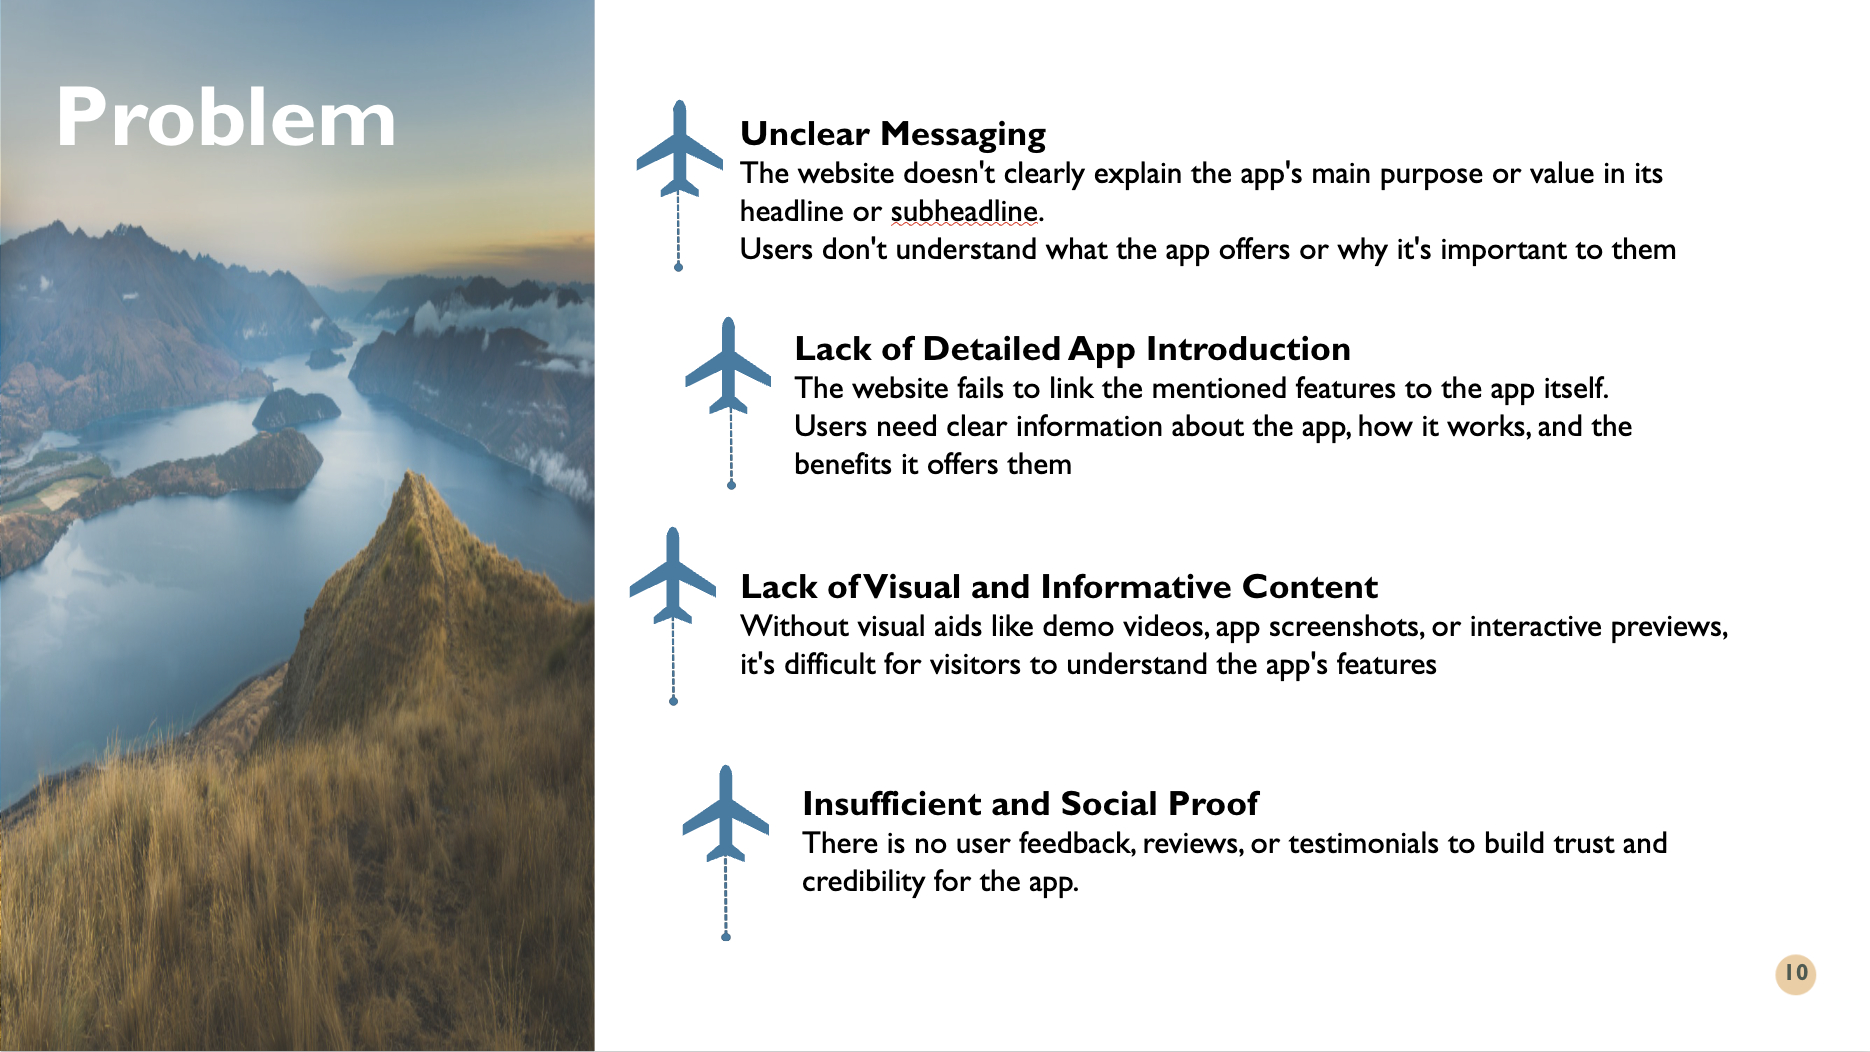 Problem
Unclear Messaging
The website doesn't clearly explain the app's main purpose or value in its
headline or subheadline.
Users don't understand what the app offers or why it's important to them
Lack of Detailed App Introduction
The website fails to link the mentioned features to the app itself.
Users need clear information about the app, how it works, and the
benefits it offers them
Lack of Visual and Informative Content
Without visual aids like demo videos, app screenshots, or interactive previews,
it's difficult for visitors to understand the app's features
Insufficient and Social Proof
There is no user feedback, reviews, or testimonials to build trust and
credibility for the app.
10